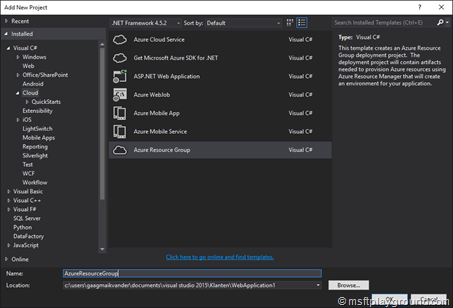 Add New Project
Recent
.NET Framework 4.5.2
Sort by: Default
Search Installed Templates (Ctrl+E)
Installed
Visual C#
Windows
Web
Office/SharePoint
Android
Cloud
QuickStarts
Extensibility
iOS
LightSwitch
Mobile Apps
Reporting
Silverlight
Test
WCF
Workflow
Visual Basic
Visual C++
Visual F#
SQL Server
Python
DataFactory
JavaScript
Online
Azure Cloud Service Visual C#
Get Microsoft Azure SDK for .NET Visual C#
ASP.NET Web Application Visual C#
Azure WebJob Visual C#
Azure Mobile App Visual C#
Azure Mobile Service Visual C#
Azure Resource Group Visual C#
Type: Visual C#
This template creates an Azure Resource
Group deployment project. The
deployment project will contain artifacts
needed to provision Azure resources using
Azure Resource Manager that will create
an environment for your application.
Click here to go online and find templates.
Name: AzureResourceGroup
Location: c:\users\gaagmailkvander\documents\visual studio 2015\Klanten\WebApplication1
Browse...
OK
Cancel
© msftplayground.com